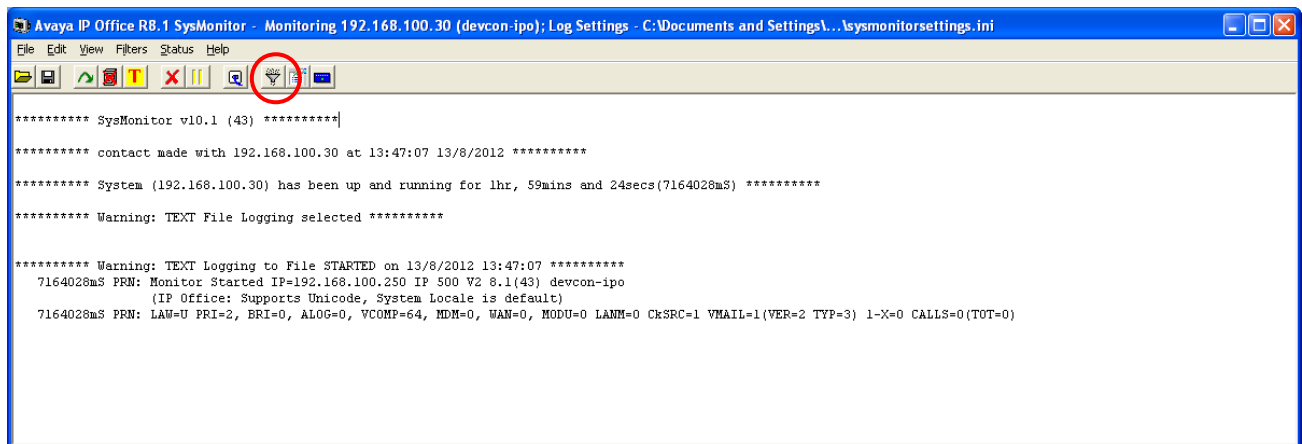 Avaya IP Office R8.1 SysMonitor - Monitoring 192.168.100.30 (devcon-ipo); Log Settings - C:\Documents and Settings\...\sysmonitorsettings.ini
File Edit View Filters Status Help
T
********** SysMonitor v10.1 (43) **********
********** contact made with 192.168.100.30 at 13:47:07 13/8/2012 **********
********** System (192.168.100.30) has been up and running for 1hr, 59mins and 24secs(7164028mS) **********
********** Warning: TEXT File Logging selected **********
********** Warning: TEXT Logging to File STARTED on 13/8/2012 13:47:07 **********
7164028mS PRN: Monitor Started IP=192.168.100.250 IP 500 V2 8.1(43) devcon-ipo
(IP Office: Supports Unicode, System Locale is default)
7164028mS PRN: LAW=U PRI=2, BRI=0, ALOG=0, VCOMP=64, MDM=0, WAN=0, MODU=0 LANM=0 CkSRC=1 VMAIL=1(VER=2 TYP=3) 1-X=0 CALLS=0(TOT=0)